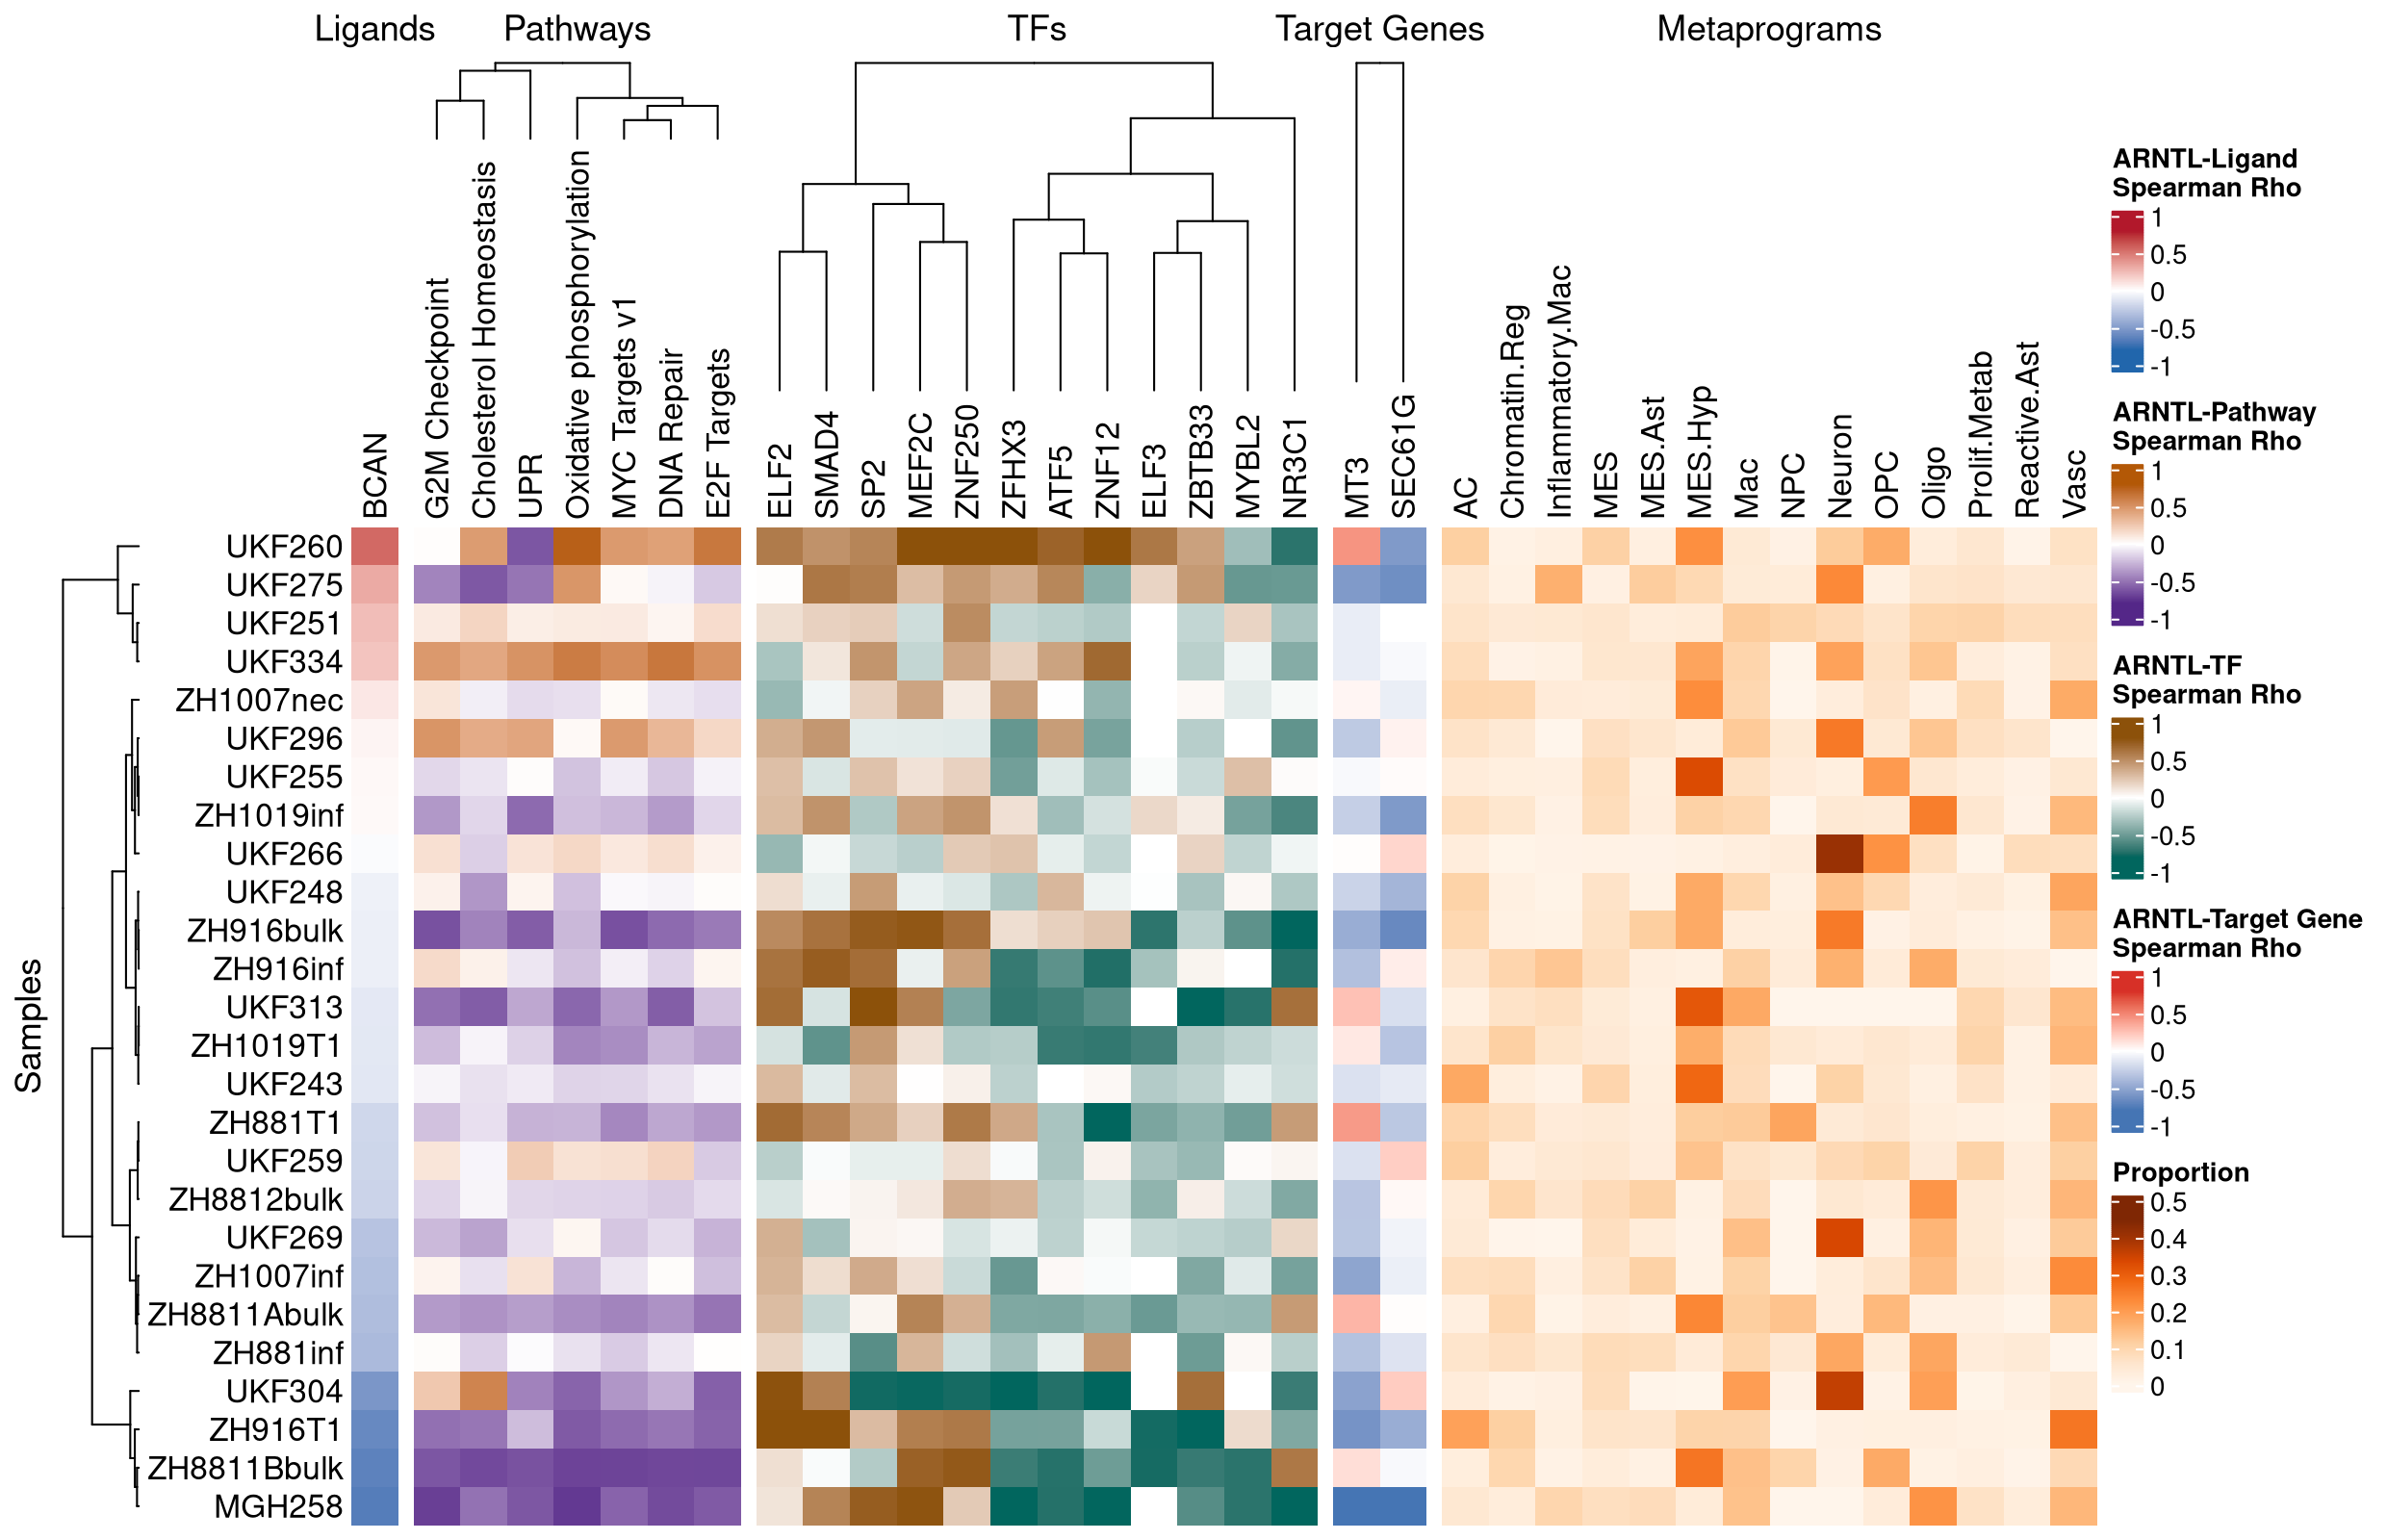 Ligands Pathways TFs Target Genes Metaprograms
BCAN
G2M Checkpoint
Cholesterol Homeostasis
UPR
Oxidative phosphorylation
MYC Targets v1
DNA Repair
E2F Targets
ELF2
SMAD4
SP2
MEF2C
ZNF250
ZFHX3
ATF5
ZNF12
ELF3
ZBTB33
MYBL2
NR3C1
MT3
SEC61G
AC
Chromatin.Reg
Inflammatory.Mac
MES
MES.Ast
MES.Hyp
Mac
NPC
Neuron
OPC
Oligo
Prolif.Metab
Reactive.Ast
Vasc
Samples
UKF260
UKF275
UKF251
UKF334
ZH1007nec
UKF296
UKF255
ZH1019inf
UKF266
UKF248
ZH916bulk
ZH916inf
UKF313
ZH1019T1
UKF243
ZH881T1
UKF259
ZH8812bulk
UKF269
ZH1007inf
ZH8811Abulk
ZH881inf
UKF304
ZH916T1
ZH8811Bbulk
MGH258
ARNTL-Ligand
Spearman Rho
1
0.5
0
-0.5
-1
ARNTL-Pathway
Spearman Rho
1
0.5
0
-0.5
-1
ARNTL-TF
Spearman Rho
1
0.5
0
-0.5
-1
ARNTL-Target Gene
Spearman Rho
1
0.5
0
-0.5
-1
Proportion
0.5
0.4
0.3
0.2
0.1
0